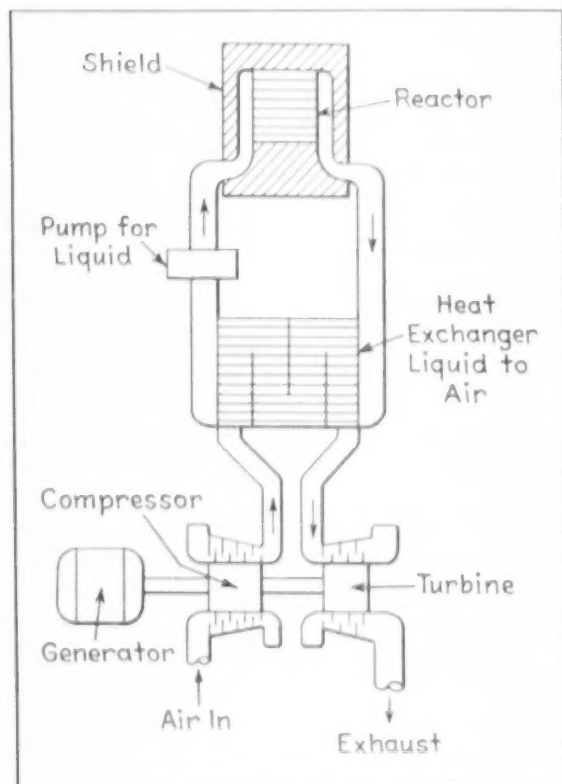 Shield
Reactor
Pump for
Liquid
Heat
Exchanger
Liquid to
Air
Compressor
Turbine
Generator
Air In
Exhaust